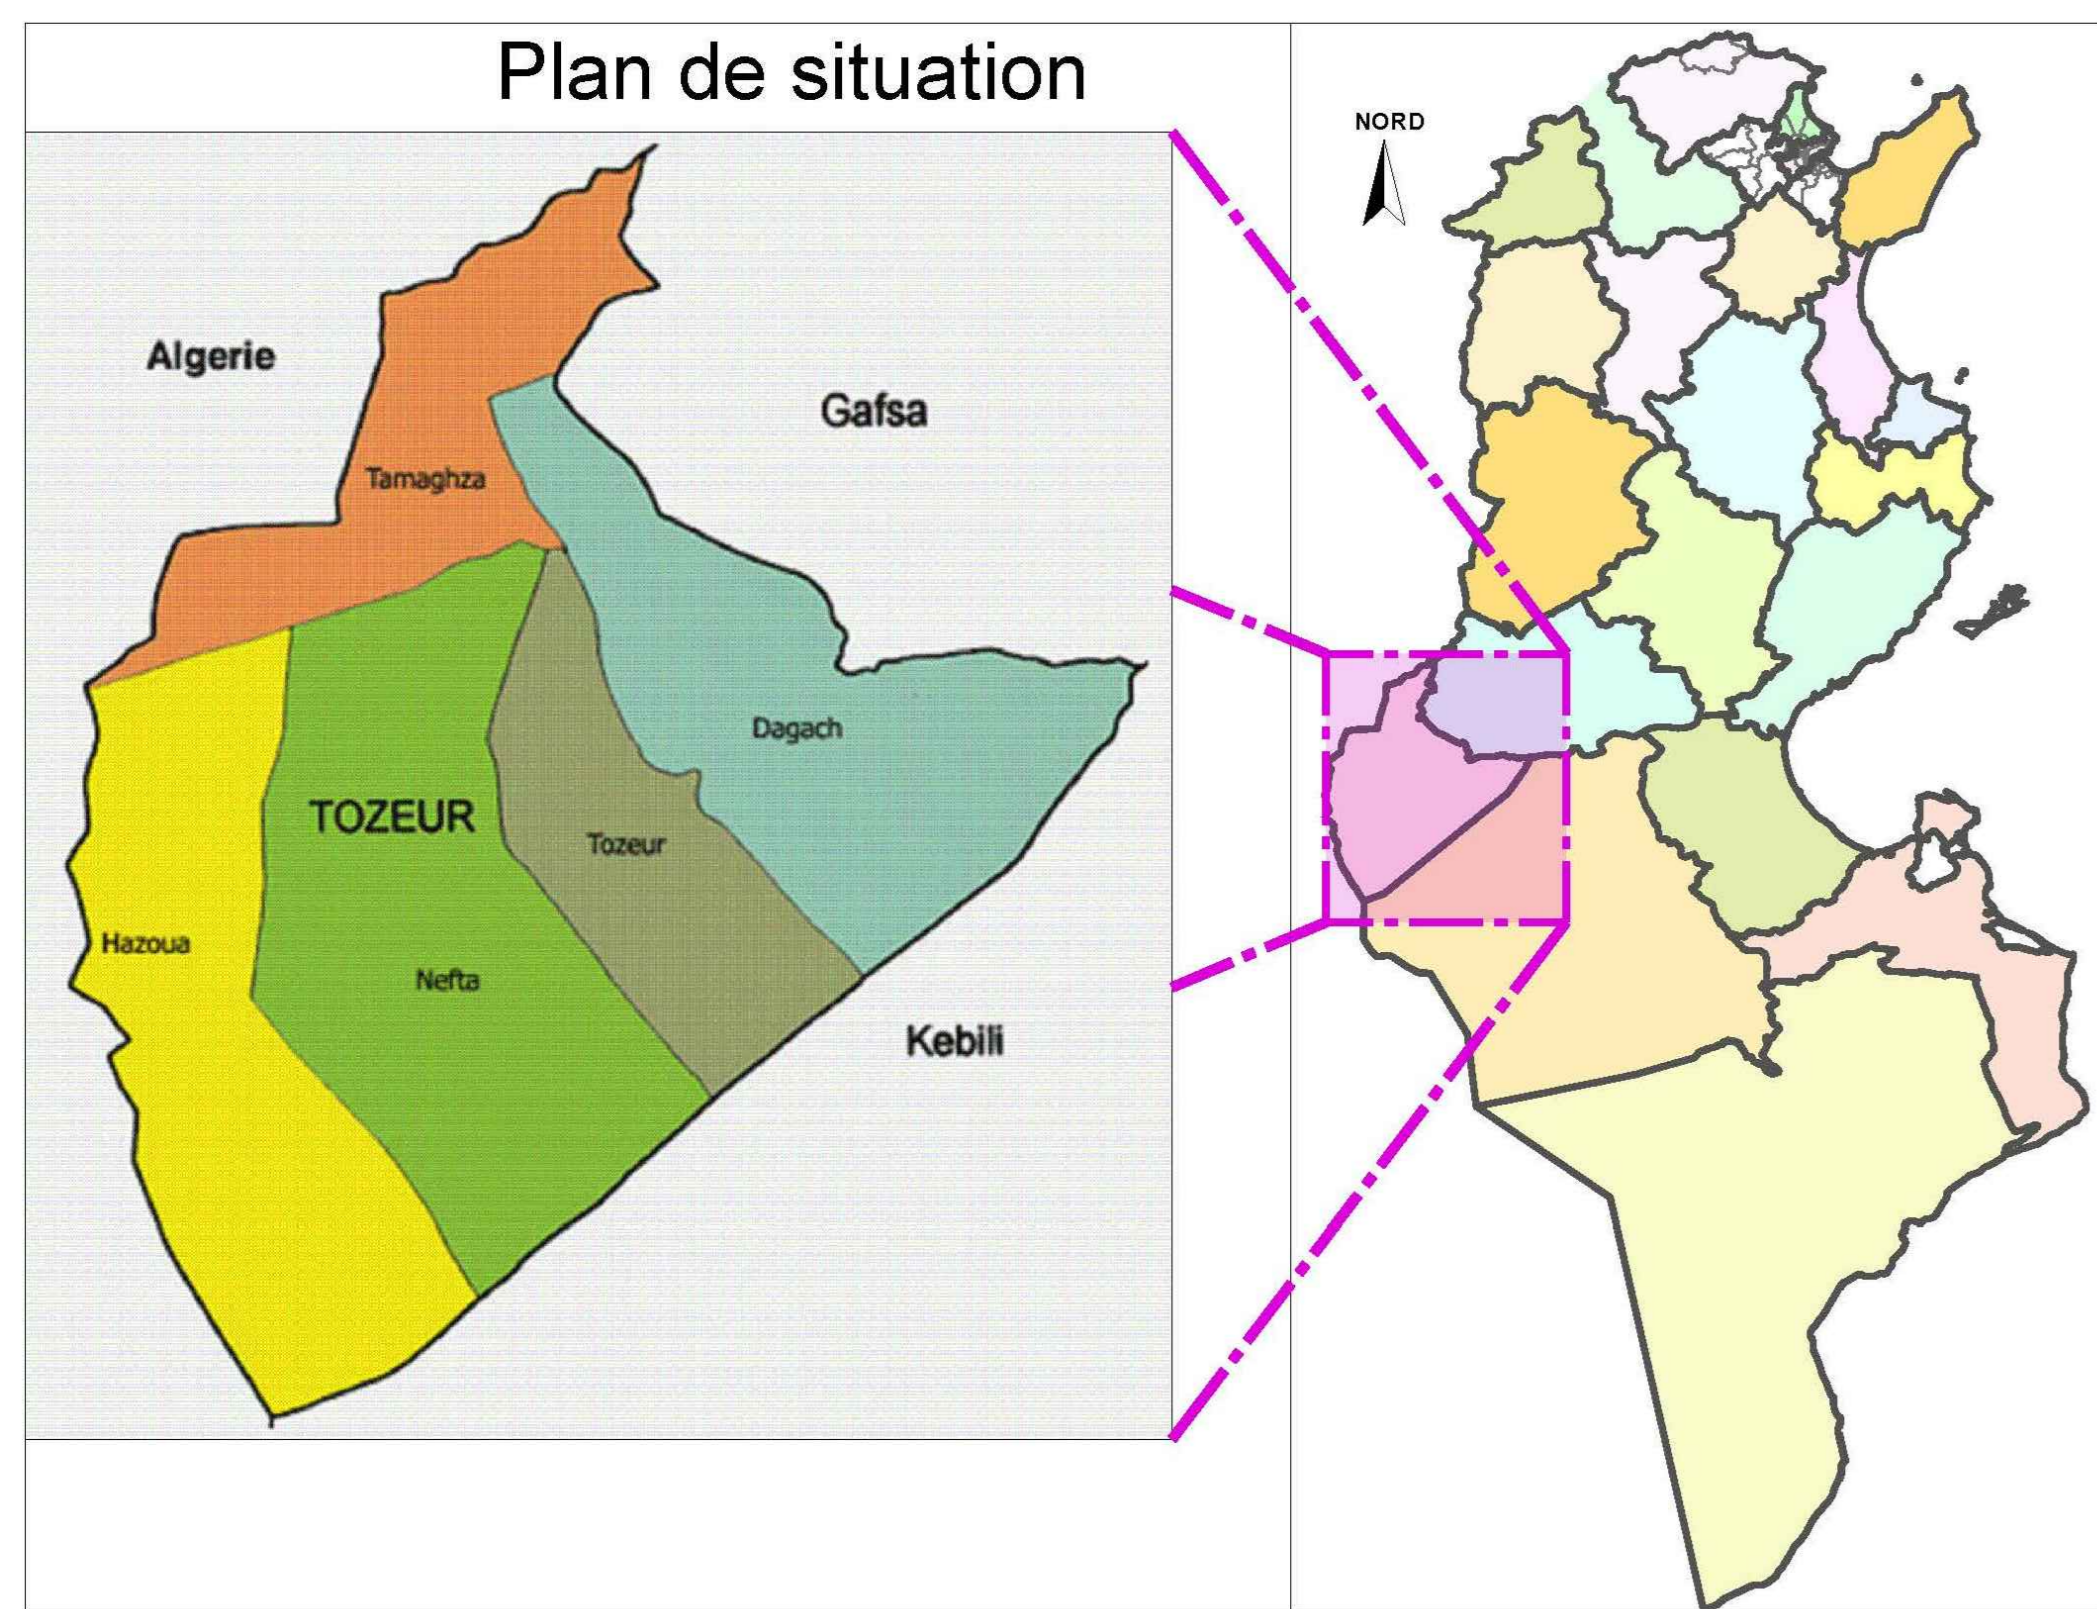 Plan de situation
NORD
Algerie
Gafsa
Tamaghza
Dagach
TOZEUR
Tozeur
Hazoua
Nefta
Kebili